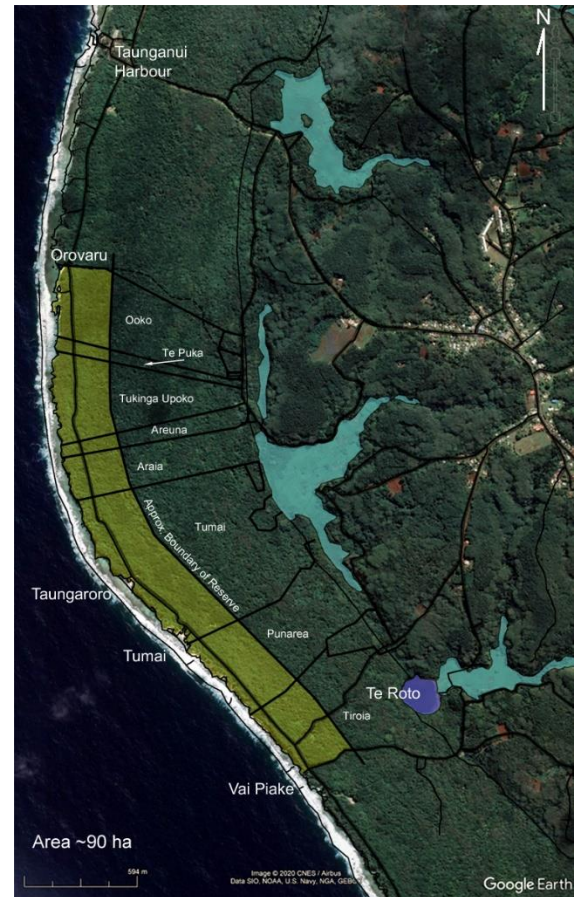 N
Taunganui
Harbour
Orovaru
Ooko
Te Puka
Tukinga Upoko
Areuna
Araia
Approx. Boundary of Reserve
Tumai
Taungaroro
Punarea
Tumai
Te Roto
Tiroia
Vai Piake
Area ~90 ha
594 m
Image © 2020 CNES / Airbus
Data SIO, NOAA, U.S. Navy, NGA, GEBCO
Google Earth